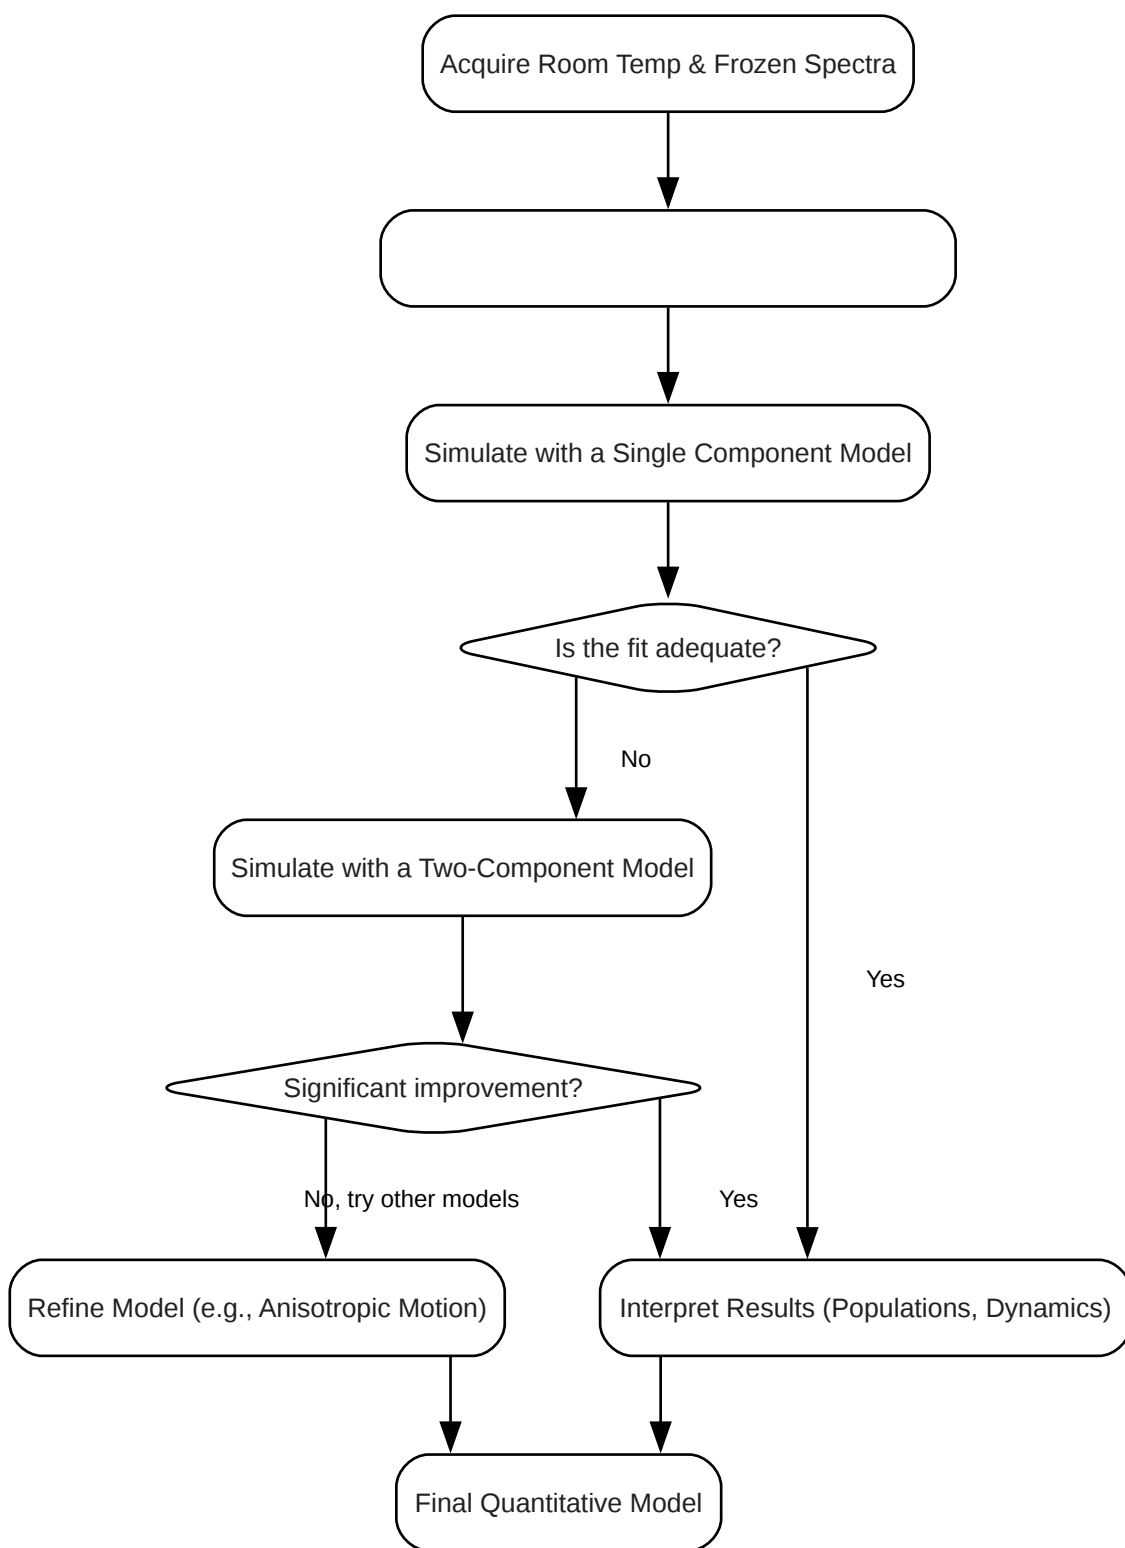 Acquire Room Temp & Frozen Spectra
Simulate with a Single Component Model
Is the fit adequate?
No
Simulate with a Two-Component Model
Yes
Significant improvement?
No, try other models
Yes
Refine Model (e.g., Anisotropic Motion)
Interpret Results (Populations, Dynamics)
Final Quantitative Model